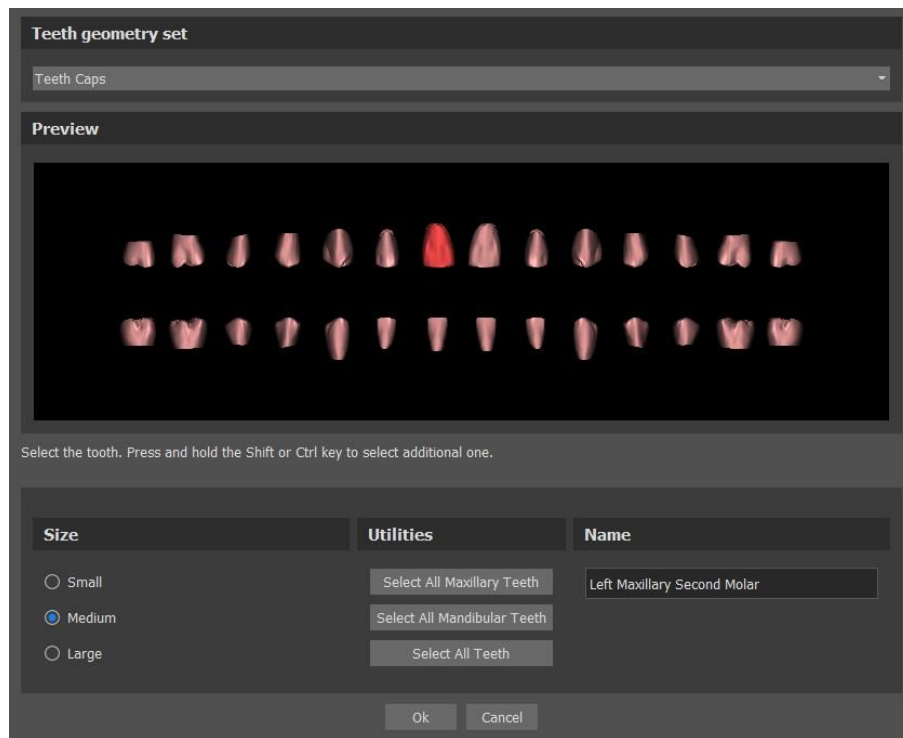 Teeth geometry set
Teeth Caps
Preview
Select the tooth. Press and hold the Shift or Ctrl key to select additional one.
Size
Utilities
Name
Small
Select All Maxillary Teeth
Left Maxillary Second Molar
Medium
Select All Mandibular Teeth
Large
Select All Teeth
Ok
Cancel